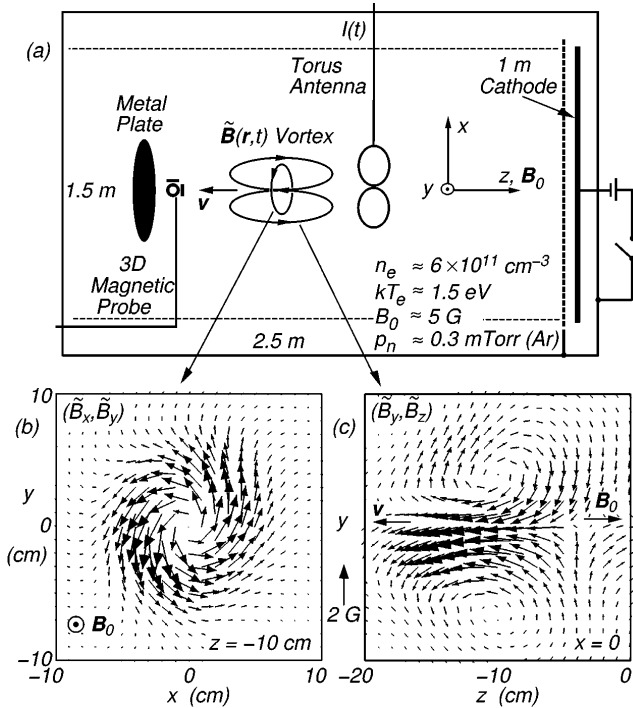 (a)
I(t)
Torus
Antenna
1 m
Cathode
Metal
Plate
B̃(r,t) Vortex
x
1.5 m
v
y
z, B₀
3D
Magnetic
Probe
nₑ ≈ 6×10¹¹ cm⁻³
kTₑ ≈ 1.5 eV
B₀ ≈ 5 G
pₙ ≈ 0.3 mTorr (Ar)
2.5 m
(b)
10
(B̃ₓ,B̃ᵧ)
y
0
(cm)
B₀
z = −10 cm
−10
−10
0
10
x (cm)
(c)
(B̃ᵧ,B̃_z)
v
B₀
y
2 G
x = 0
−20
−10
0
z (cm)